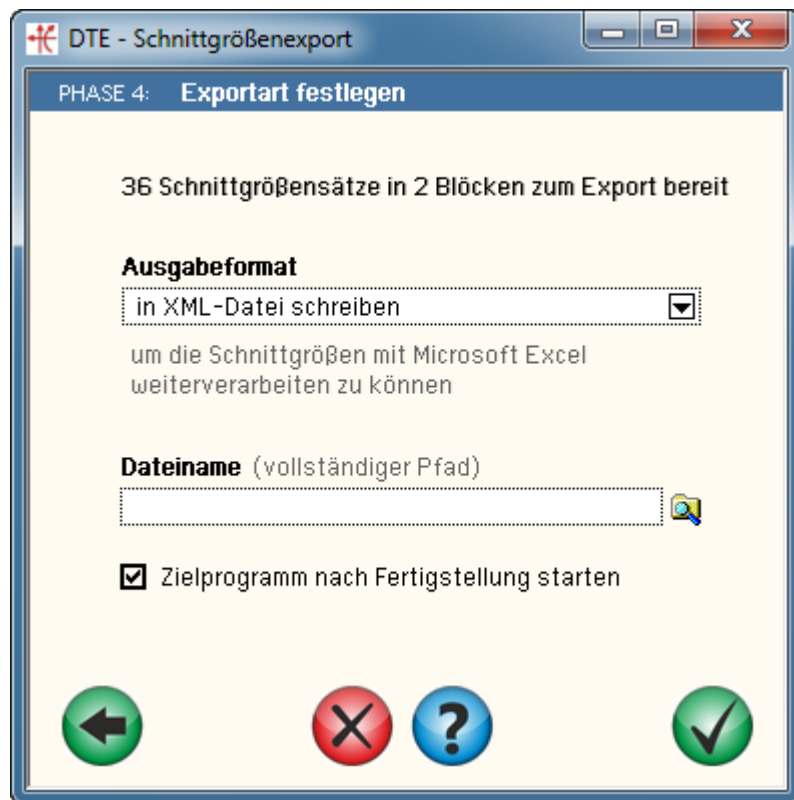 DTE - Schnittgrößenexport
PHASE 4: Exportart festlegen
36 Schnittgrößensätze in 2 Blöcken zum Export bereit
Ausgabeformat
in XML-Datei schreiben
um die Schnittgrößen mit Microsoft Excel
weiterverarbeiten zu können
Dateiname (vollständiger Pfad)
Zielprogramm nach Fertigstellung starten
?